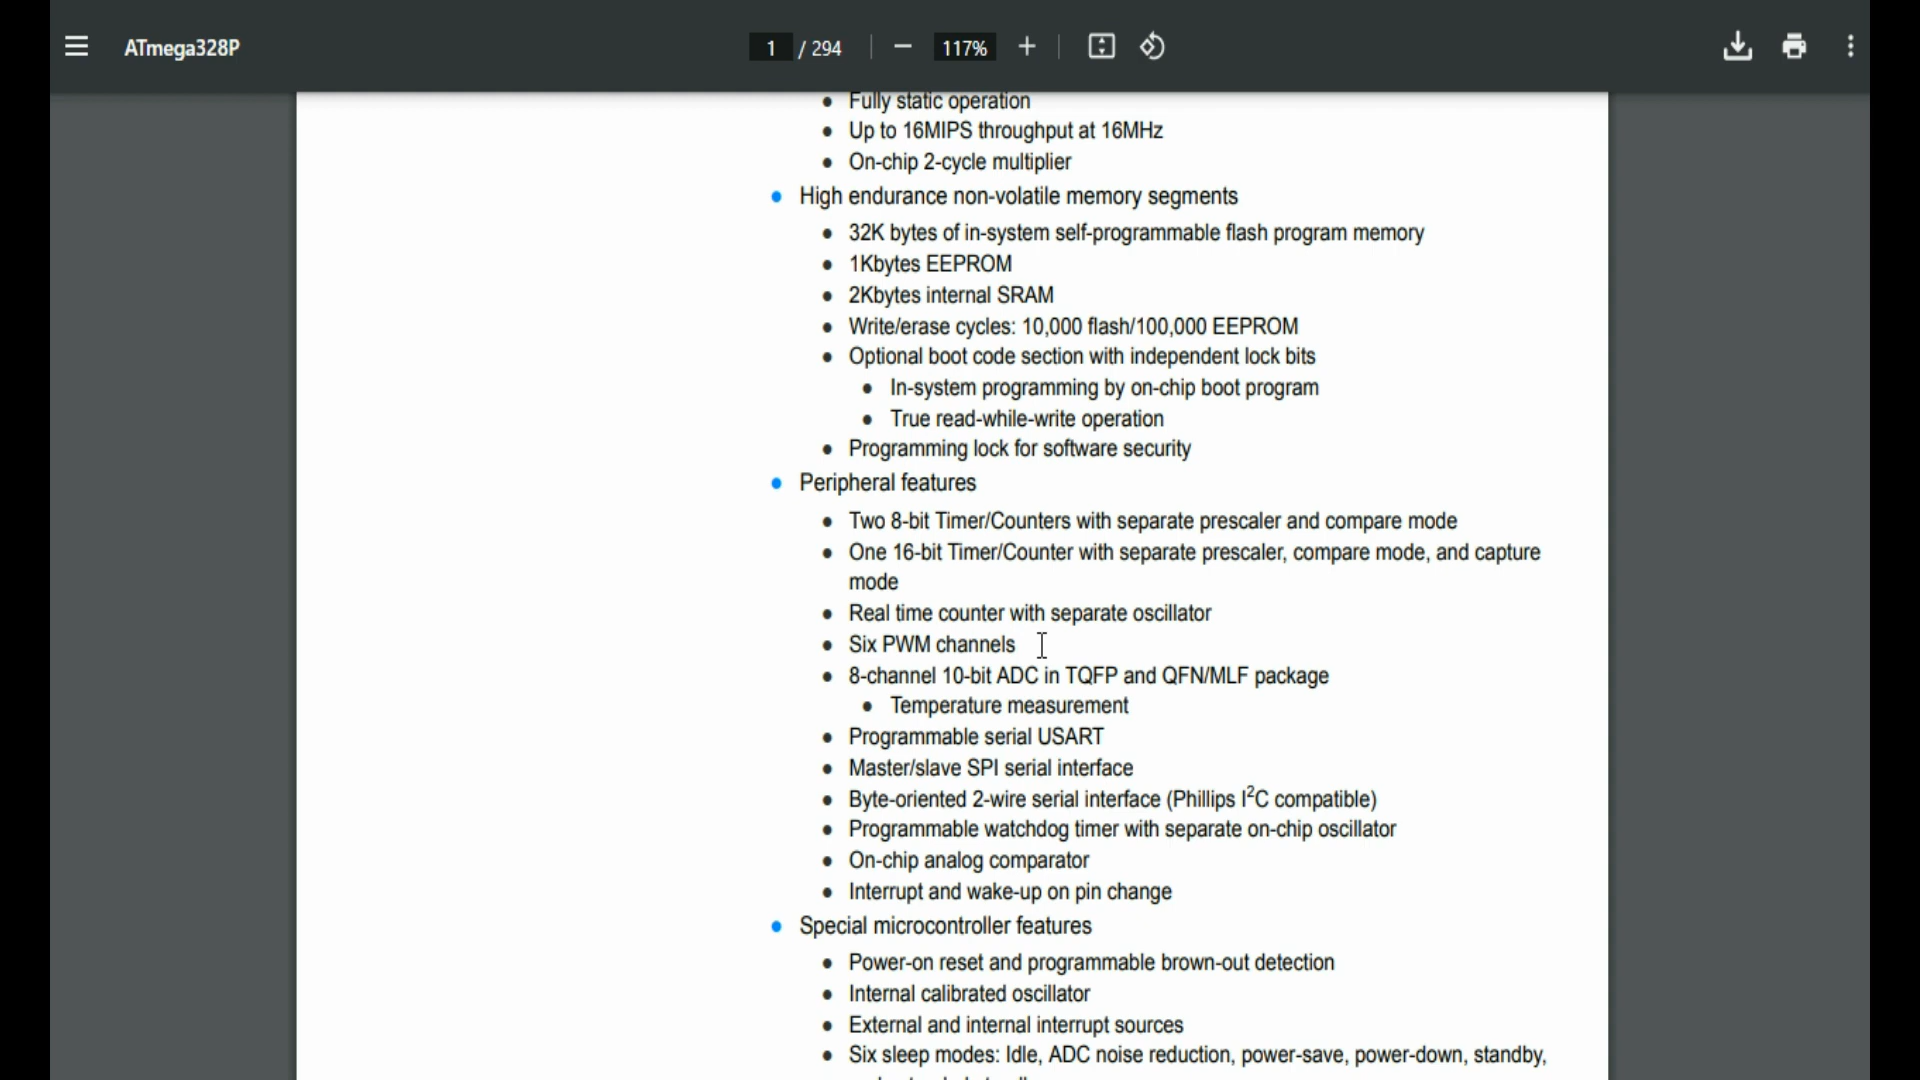 ATmega328P
1 / 294
117%
Fully static operation
Up to 16MIPS throughput at 16MHz
On-chip 2-cycle multiplier
High endurance non-volatile memory segments
32K bytes of in-system self-programmable flash program memory
1Kbytes EEPROM
2Kbytes internal SRAM
Write/erase cycles: 10,000 flash/100,000 EEPROM
Optional boot code section with independent lock bits
In-system programming by on-chip boot program
True read-while-write operation
Programming lock for software security
Peripheral features
Two 8-bit Timer/Counters with separate prescaler and compare mode
One 16-bit Timer/Counter with separate prescaler, compare mode, and capture
mode
Real time counter with separate oscillator
Six PWM channels
8-channel 10-bit ADC in TQFP and QFN/MLF package
Temperature measurement
Programmable serial USART
Master/slave SPI serial interface
Byte-oriented 2-wire serial interface (Phillips I²C compatible)
Programmable watchdog timer with separate on-chip oscillator
On-chip analog comparator
Interrupt and wake-up on pin change
Special microcontroller features
Power-on reset and programmable brown-out detection
Internal calibrated oscillator
External and internal interrupt sources
Six sleep modes: Idle, ADC noise reduction, power-save, power-down, standby,